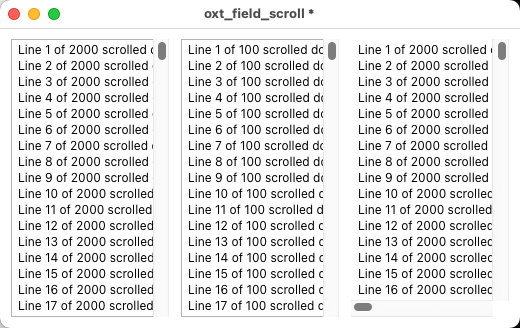 oxt_field_scroll *
Line 1 of 2000 scrolled
Line 2 of 2000 scrolled
Line 3 of 2000 scrolled
Line 4 of 2000 scrolled
Line 5 of 2000 scrolled
Line 6 of 2000 scrolled
Line 7 of 2000 scrolled
Line 8 of 2000 scrolled
Line 9 of 2000 scrolled
Line 10 of 2000 scrolled
Line 11 of 2000 scrolled
Line 12 of 2000 scrolled
Line 13 of 2000 scrolled
Line 14 of 2000 scrolled
Line 15 of 2000 scrolled
Line 16 of 2000 scrolled
Line 17 of 2000 scrolled
Line 1 of 100 scrolled
Line 2 of 100 scrolled
Line 3 of 100 scrolled
Line 4 of 100 scrolled
Line 5 of 100 scrolled
Line 6 of 100 scrolled
Line 7 of 100 scrolled
Line 8 of 100 scrolled
Line 9 of 100 scrolled
Line 10 of 100 scrolled
Line 11 of 100 scrolled
Line 12 of 100 scrolled
Line 13 of 100 scrolled
Line 14 of 100 scrolled
Line 15 of 100 scrolled
Line 16 of 100 scrolled
Line 17 of 100 scrolled
Line 1 of 2000 scrolled
Line 2 of 2000 scrolled
Line 3 of 2000 scrolled
Line 4 of 2000 scrolled
Line 5 of 2000 scrolled
Line 6 of 2000 scrolled
Line 7 of 2000 scrolled
Line 8 of 2000 scrolled
Line 9 of 2000 scrolled
Line 10 of 2000 scrolled
Line 11 of 2000 scrolled
Line 12 of 2000 scrolled
Line 13 of 2000 scrolled
Line 14 of 2000 scrolled
Line 15 of 2000 scrolled
Line 16 of 2000 scrolled